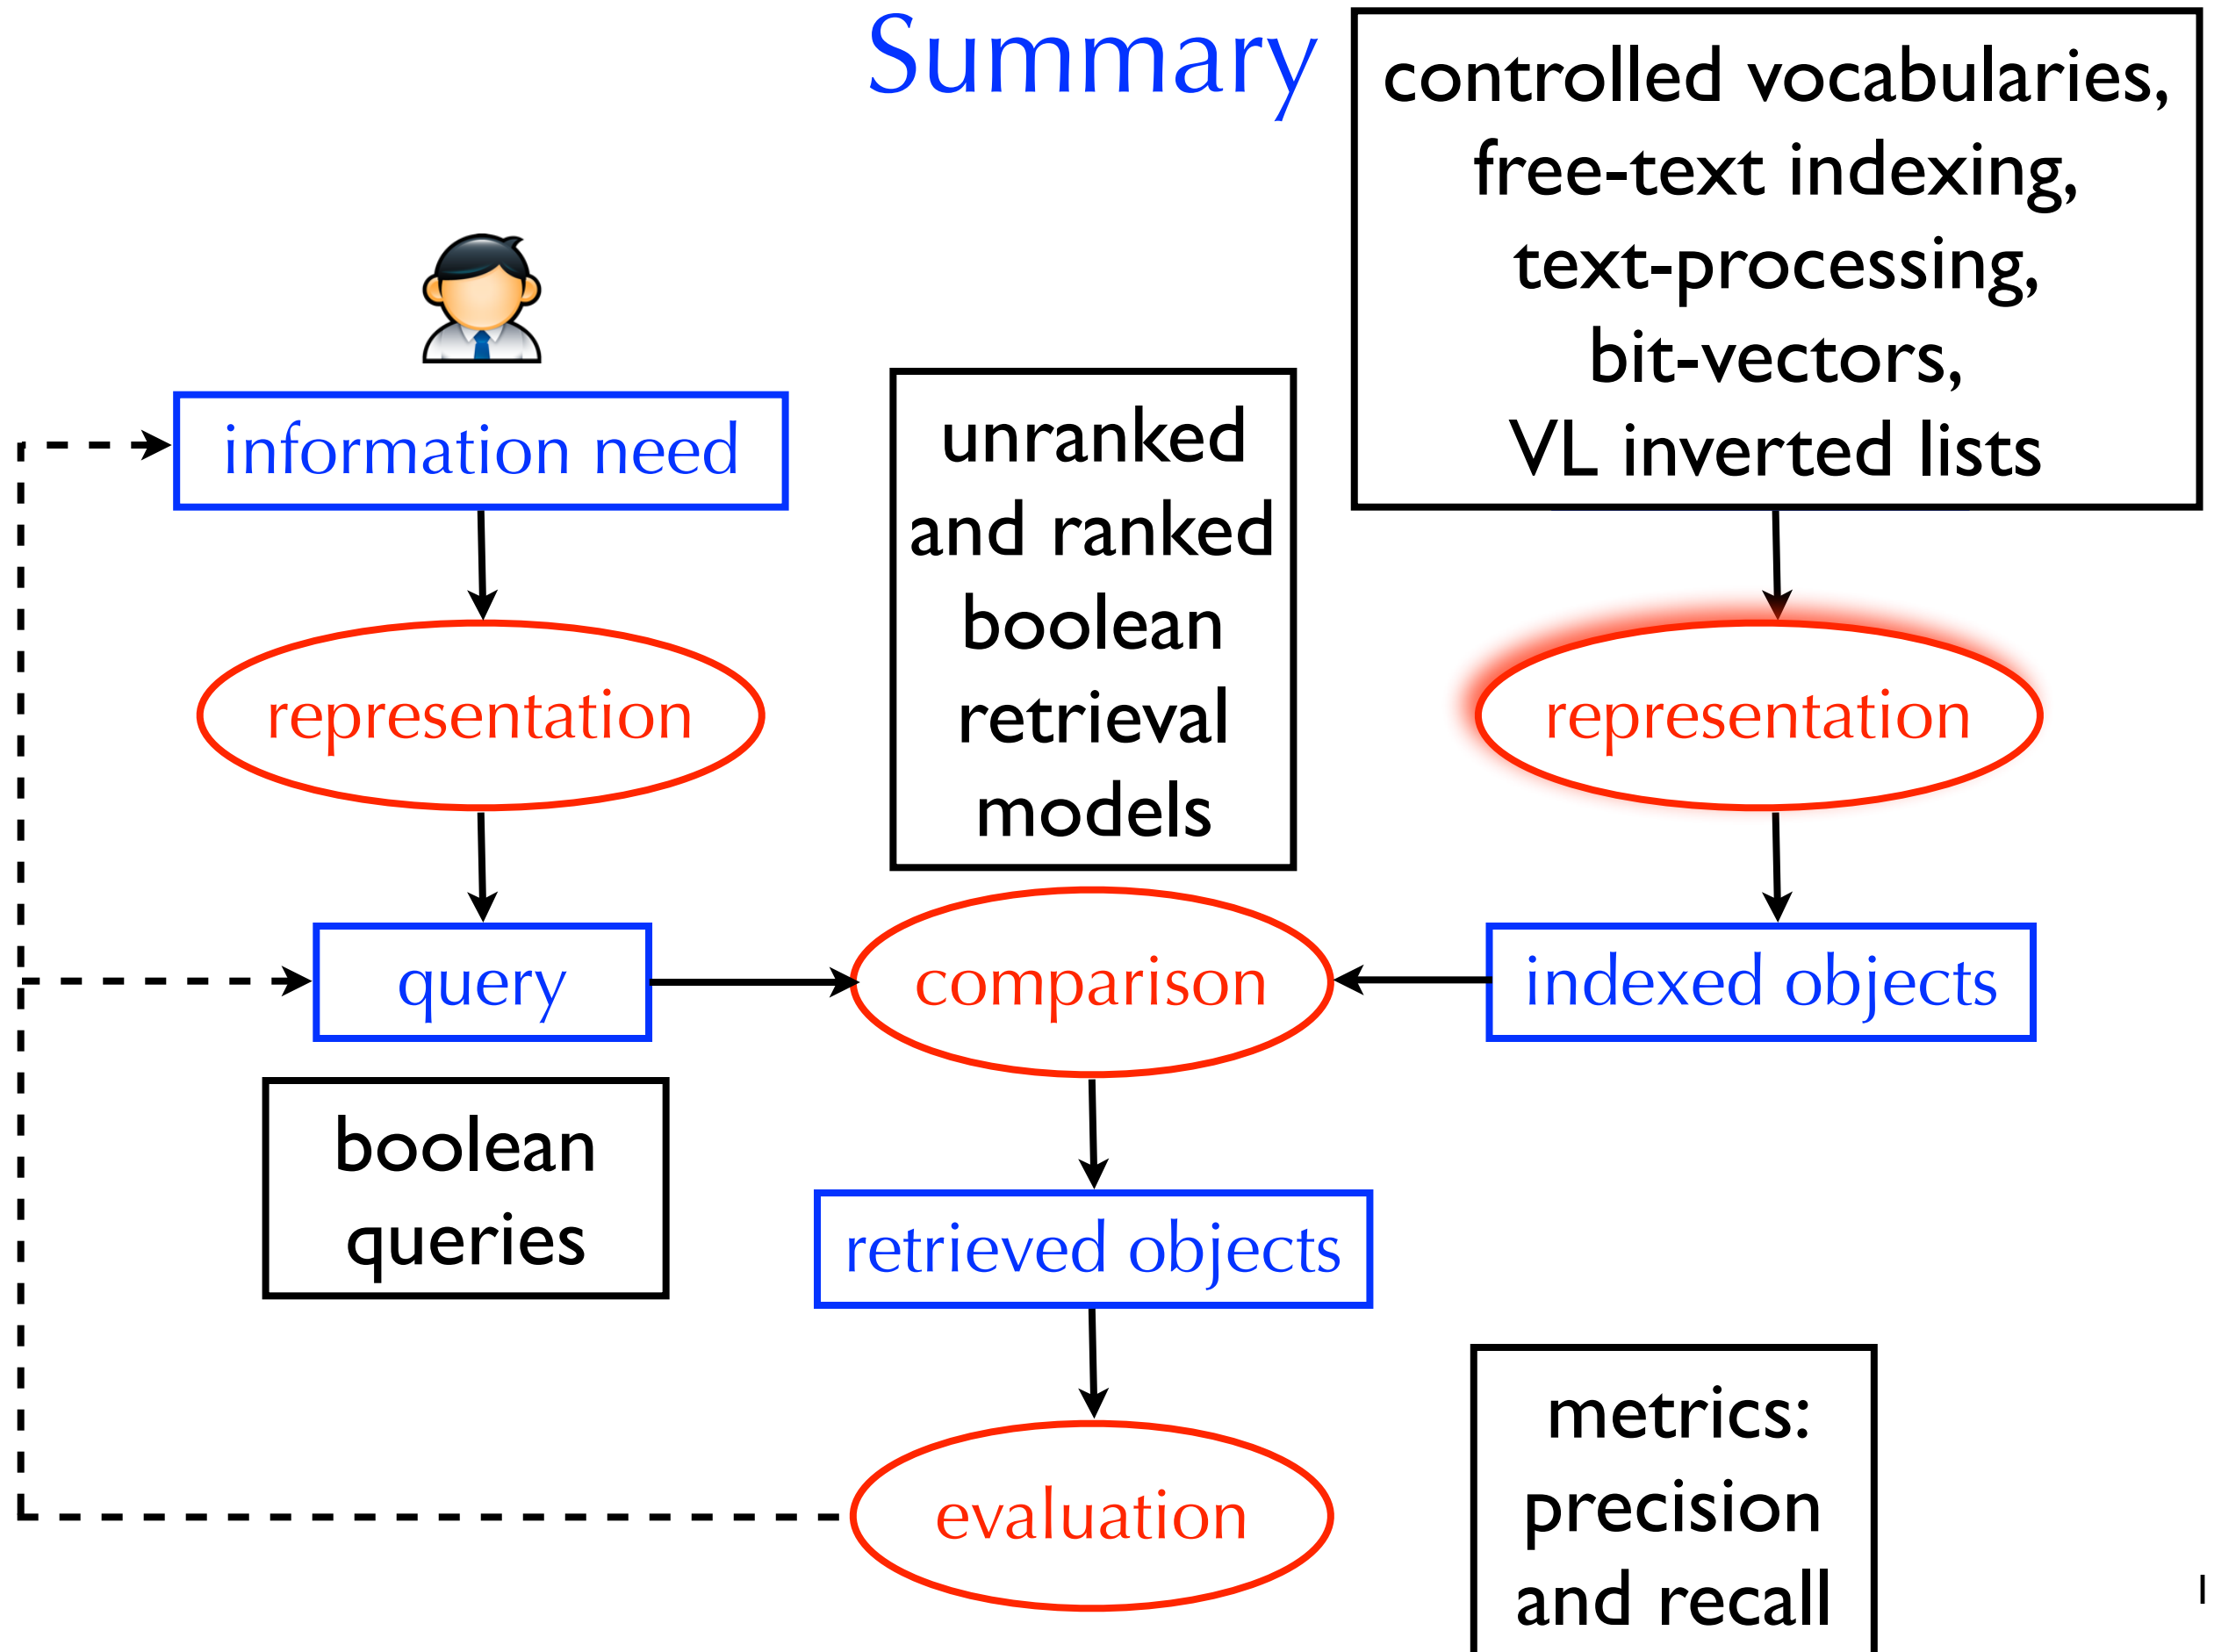 Summary
controlled vocabularies,
free-text indexing,
text-processing,
bit-vectors,
VL inverted lists
information need
unranked
and ranked
boolean
retrieval
models
representation
representation
query
comparison
indexed objects
boolean
queries
retrieved objects
metrics:
precision
and recall
evaluation
1